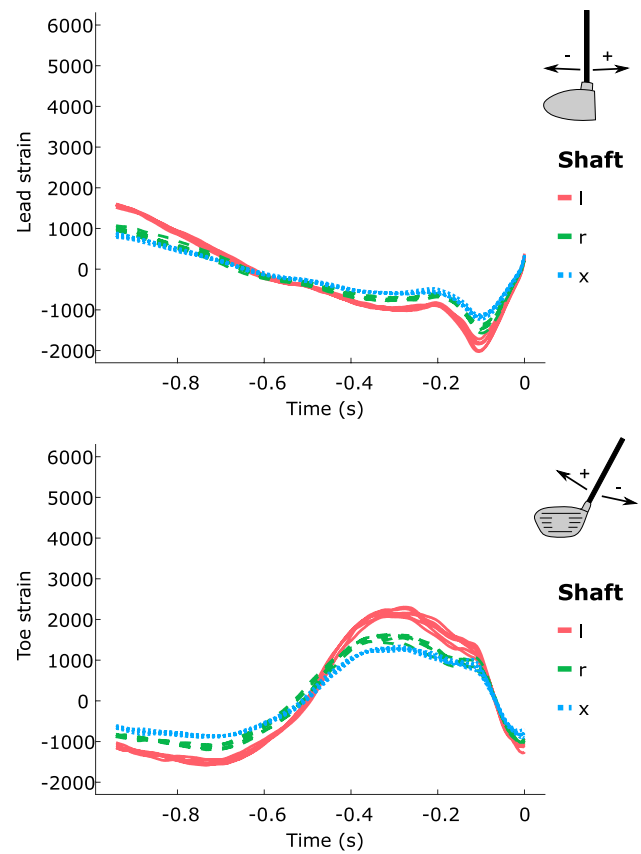 6000
5000
4000
3000
2000
1000
0
-1000
-2000
Lead strain
-0.8 -0.6 -0.4 -0.2 0
Time (s)
- +
Shaft
l
r
x
6000
5000
4000
3000
2000
1000
0
-1000
-2000
Toe strain
-0.8 -0.6 -0.4 -0.2 0
Time (s)
+ -
Shaft
l
r
x